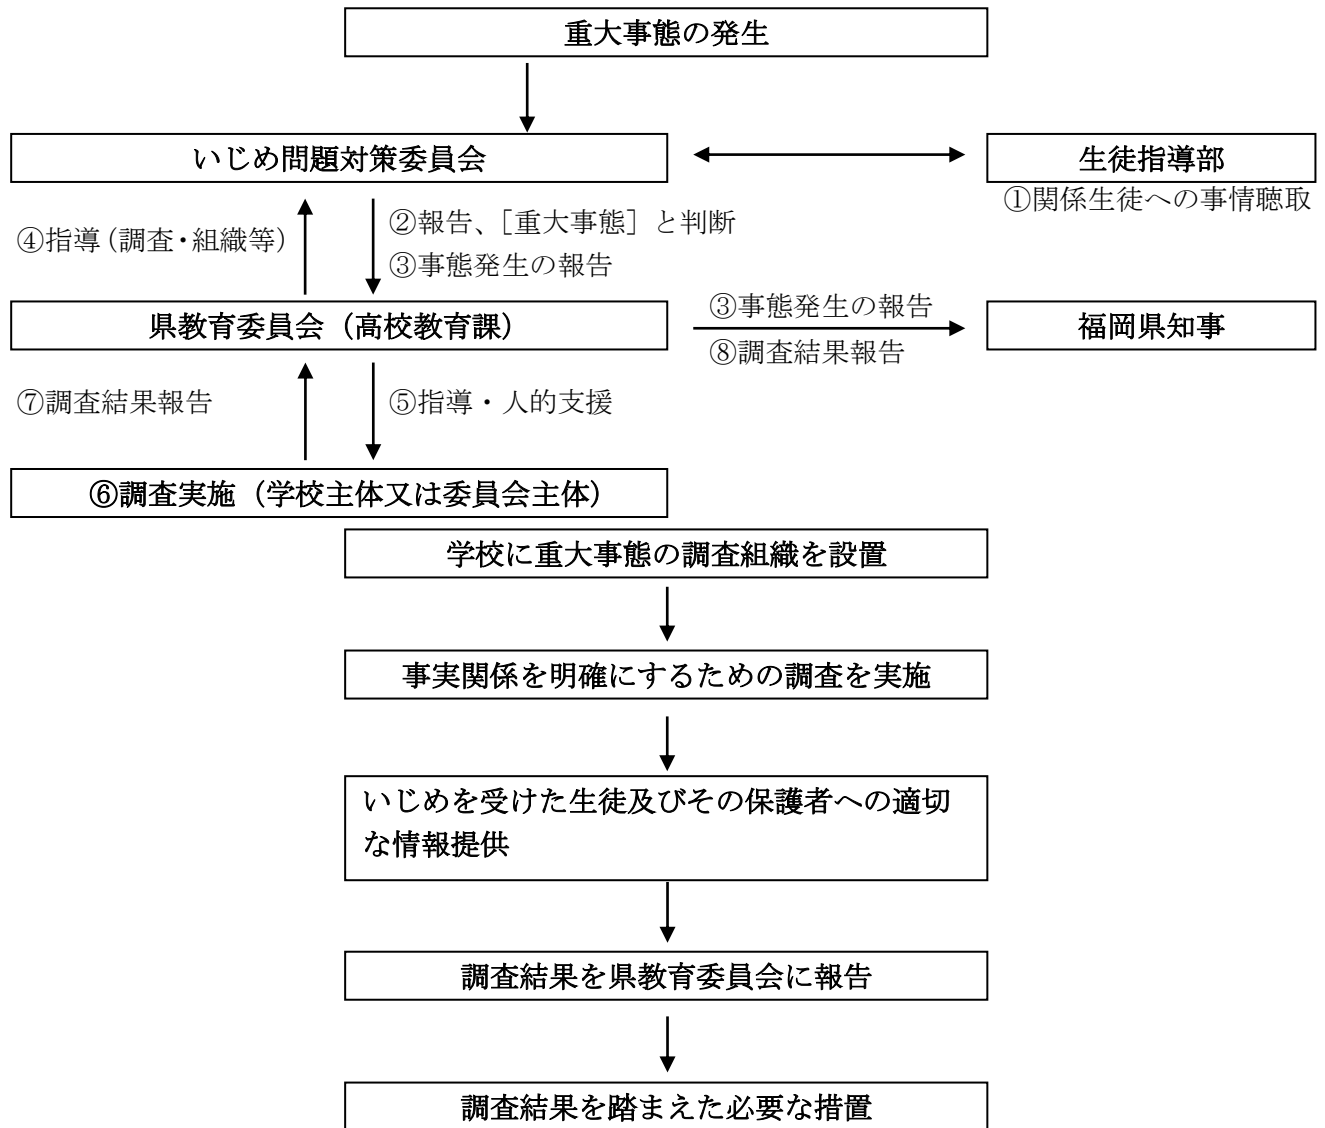 重大事態の発生
いじめ問題対策委員会
生徒指導部
①関係生徒への事情聴取
④指導（調査・組織等）
②報告、［重大事態］と判断
③事態発生の報告
県教育委員会（高校教育課）
③事態発生の報告
⑧調査結果報告
福岡県知事
⑦調査結果報告
⑤指導・人的支援
⑥調査実施（学校主体又は委員会主体）
学校に重大事態の調査組織を設置
事実関係を明確にするための調査を実施
いじめを受けた生徒及びその保護者への適切
な情報提供
調査結果を県教育委員会に報告
調査結果を踏まえた必要な措置